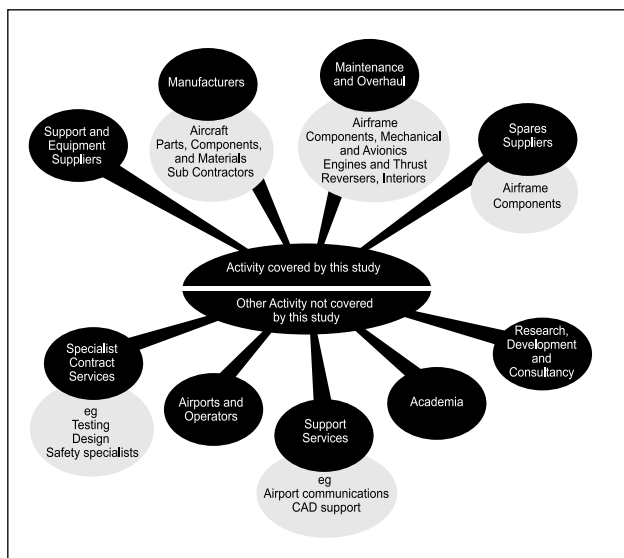 Manufacturers
Aircraft
Parts, Components,
and Materials
Sub Contractors
Maintenance
and Overhaul
Airframe
Components, Mechanical
and Avionics
Engines and Thrust
Reversers, Interiors
Support and
Equipment
Suppliers
Spares
Suppliers
Airframe
Components
Activity covered by this study
Other Activity not covered
by this study
Specialist
Contract
Services
eg
Testing
Design
Safety specialists
Airports and
Operators
Support
Services
eg
Airport communications
CAD support
Academia
Research,
Development
and
Consultancy